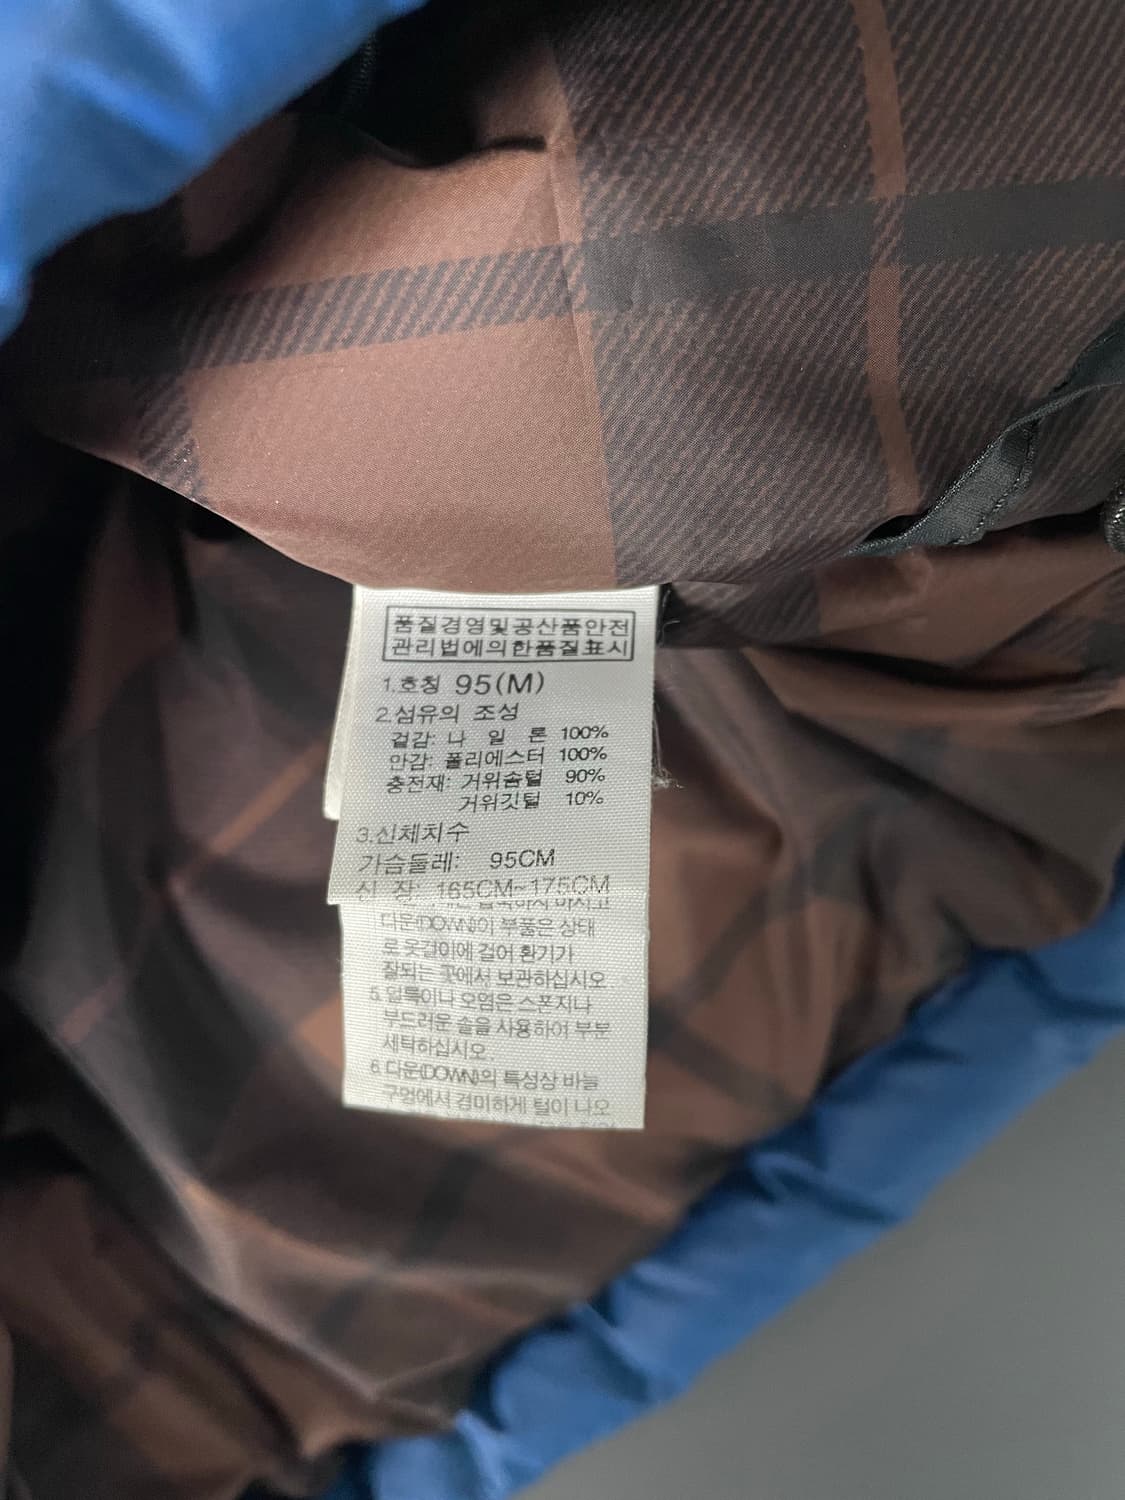 품질경영및공산품안전
관리법에의한품질표시
1.호칭 95(M)
2.섬유의 조성
겉감: 나 일 론 100%
안감: 폴리에스터 100%
충전재: 거위솜털 90%
거위깃털 10%
3.신체치수
가슴둘레: 95CM
신 장: 165CM~175CM
다운(DOWN)이 부풀은 상태
로 옷걸이에 걸어 환기가
잘되는 곳에서 보관하십시오.
5. 얼룩이나 오염은 스폰지나
부드러운 솔을 사용하여 부분
세탁하십시오.
6. 다운(DOWN)의 특성상 바늘
구멍에서 경미하게 털이 나오